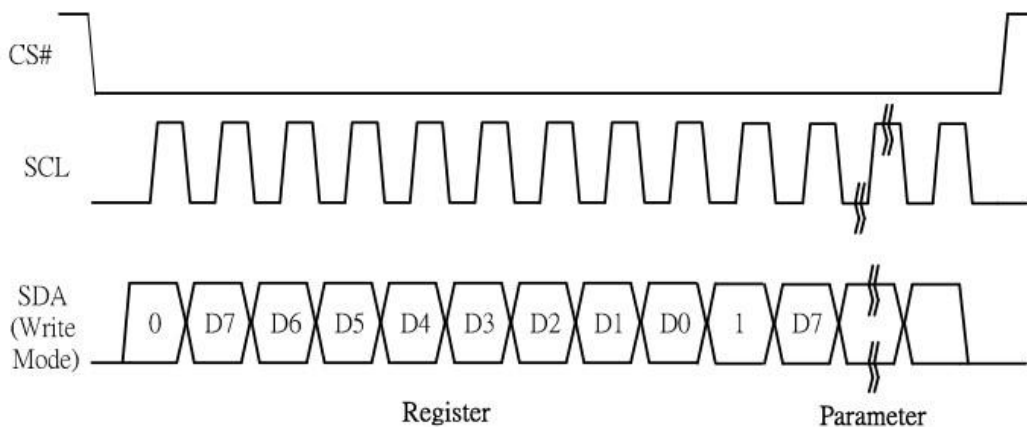 CS#
SCL
SDA
(Write
Mode)
0 D7 D6 D5 D4 D3 D2 D1 D0 1 D7
Register Parameter